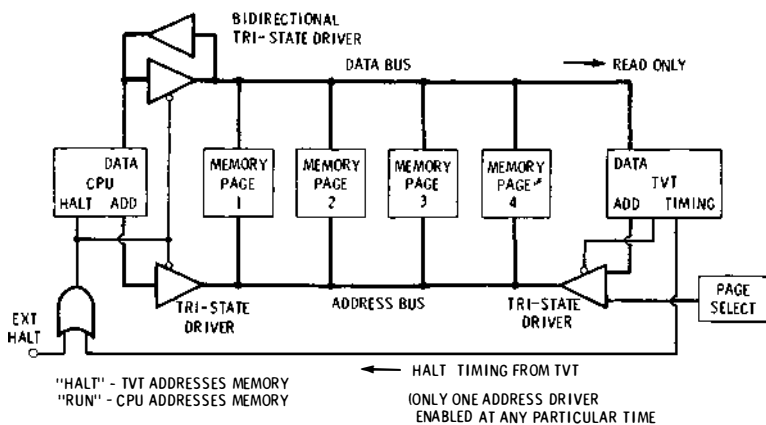 BIDIRECTIONAL
TRI-STATE DRIVER
DATA BUS
READ ONLY
DATA
CPU
HALT ADD
MEMORY
PAGE
1
MEMORY
PAGE
2
MEMORY
PAGE
3
MEMORY
PAGE
4
DATA
TVT
ADD TIMING
TRI-STATE
DRIVER
ADDRESS BUS
TRI-STATE
DRIVER
PAGE
SELECT
EXT
HALT
HALT TIMING FROM TVT
"HALT" - TVT ADDRESSES MEMORY
"RUN" - CPU ADDRESSES MEMORY
(ONLY ONE ADDRESS DRIVER
ENABLED AT ANY PARTICULAR TIME